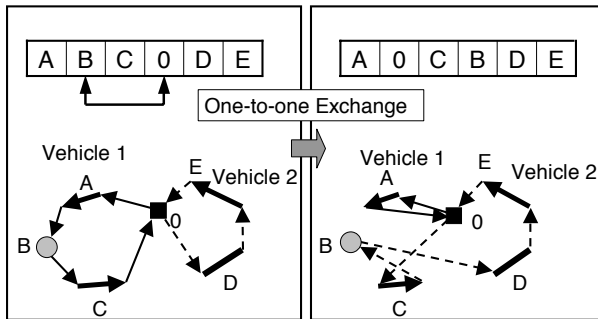 A B C 0 D E
A 0 C B D E
One-to-one Exchange
Vehicle 1
A
E
Vehicle 2
0
B
D
C
Vehicle 1
A
E
Vehicle 2
0
B
D
C